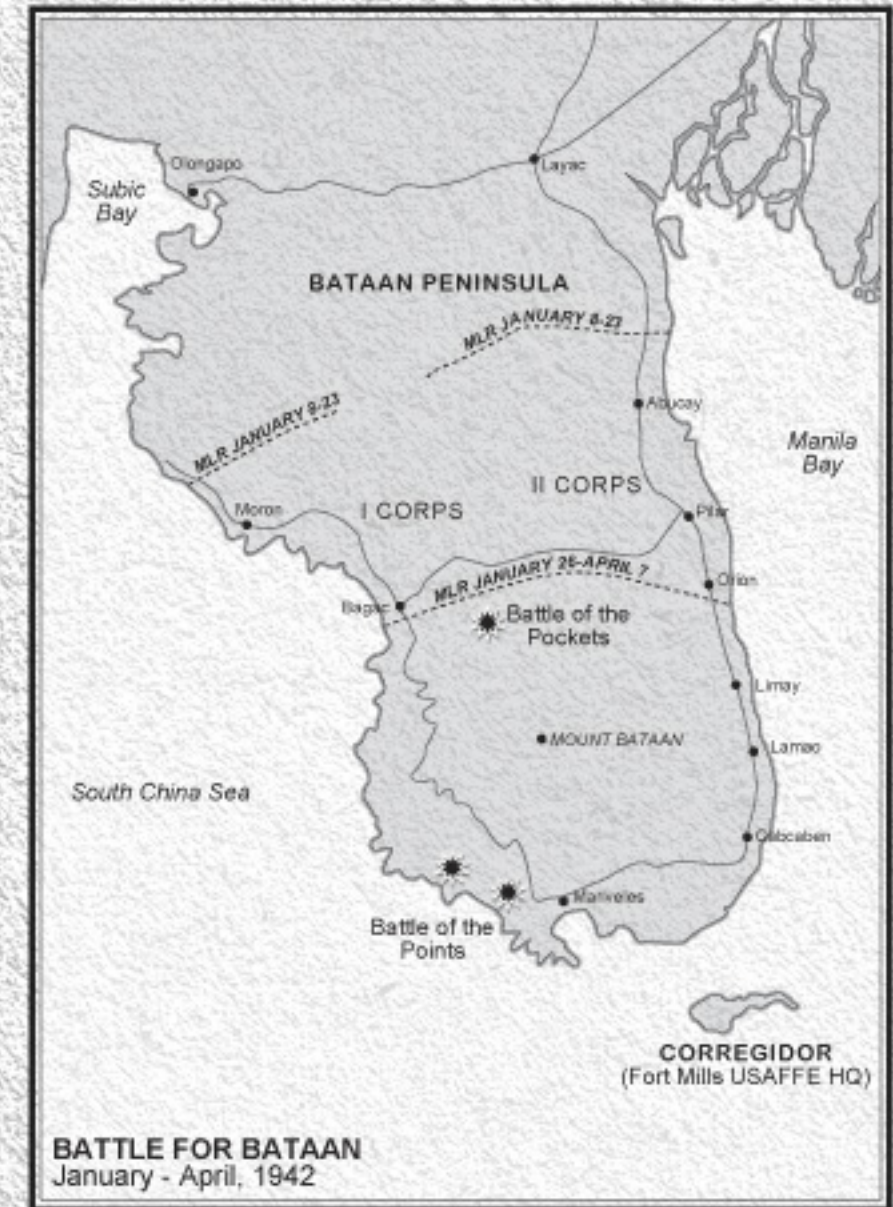 Olongapo
Layac
Subic
Bay
BATAAN PENINSULA
MLR JANUARY 8-23
Abucay
MLR JANUARY 9-23
Manila
Bay
II CORPS
Moron
I CORPS
Pilar
MLR JANUARY 26-APRIL 7
Orion
Bagac
Battle of the
Pockets
Limay
MOUNT BATAAN
Lamao
South China Sea
Cabcaben
Mariveles
Battle of the
Points
CORREGIDOR
(Fort Mills USAFFE HQ)
BATTLE FOR BATAAN
January - April, 1942